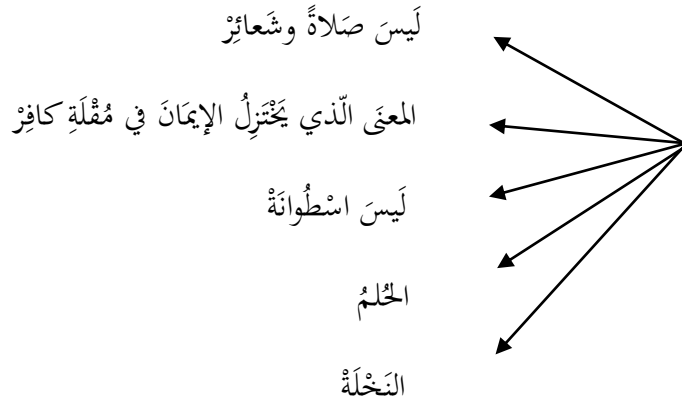 لَيسَ صَلاةً وشَعائِرْ
المعنَى الّذي يَخْتَزِلُ الإيمَانَ في مُقْلَةِ كافِرْ
لَيسَ اسْطُوانَةْ
الحُلمُ
النَخْلَةْ